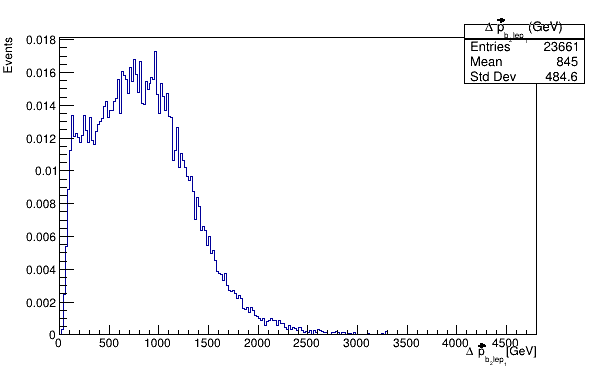 Δ p⃗_b₂lep₁ (GeV)
Entries 23661
Mean 845
Std Dev 484.6
Events
0.018
0.016
0.014
0.012
0.01
0.008
0.006
0.004
0.002
0
0 500 1000 1500 2000 2500 3000 3500 4000 4500
Δ p⃗_b₂lep₁ [GeV]